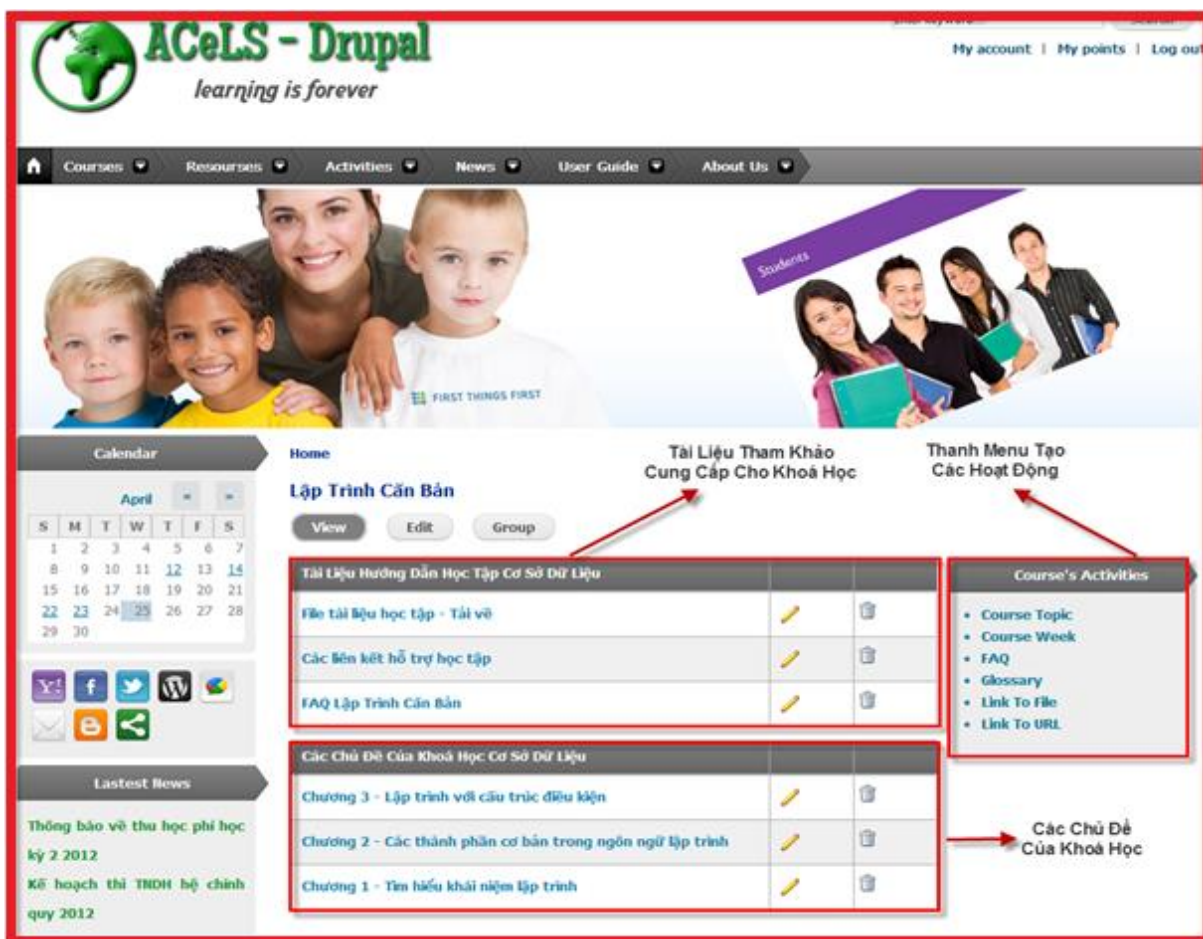 ACeLS - Drupal
learning is forever
My account | My points | Log out
Courses
Resourses
Activities
News
User Guide
About Us
Students
FIRST THINGS FIRST
Calendar
April « »
S M T W T F S
1 2 3 4 5 6 7
8 9 10 11 12 13 14
15 16 17 18 19 20 21
22 23 24 25 26 27 28
29 30
Lastest News
Thông báo về thu học phí học
kỳ 2 2012
Kế hoạch thi TNDH hệ chính
quy 2012
Home
Lập Trình Căn Bản
View Edit Group
Tài Liệu Tham Khảo
Cung Cấp Cho Khoá Học
Thanh Menu Tạo
Các Hoạt Động
Tài Liệu Hướng Dẫn Học Tập Cơ Sở Dữ Liệu
File tài liệu học tập - Tải về
Các liên kết hỗ trợ học tập
FAQ Lập Trình Căn Bản
Các Chủ Đề Của Khoá Học Cơ Sở Dữ Liệu
Chương 3 - Lập trình với cấu trúc điều kiện
Chương 2 - Các thành phần cơ bản trong ngôn ngữ lập trình
Chương 1 - Tìm hiểu khái niệm lập trình
Course's Activities
Course Topic
Course Week
FAQ
Glossary
Link To File
Link To URL
Các Chủ Đề
Của Khoá Học